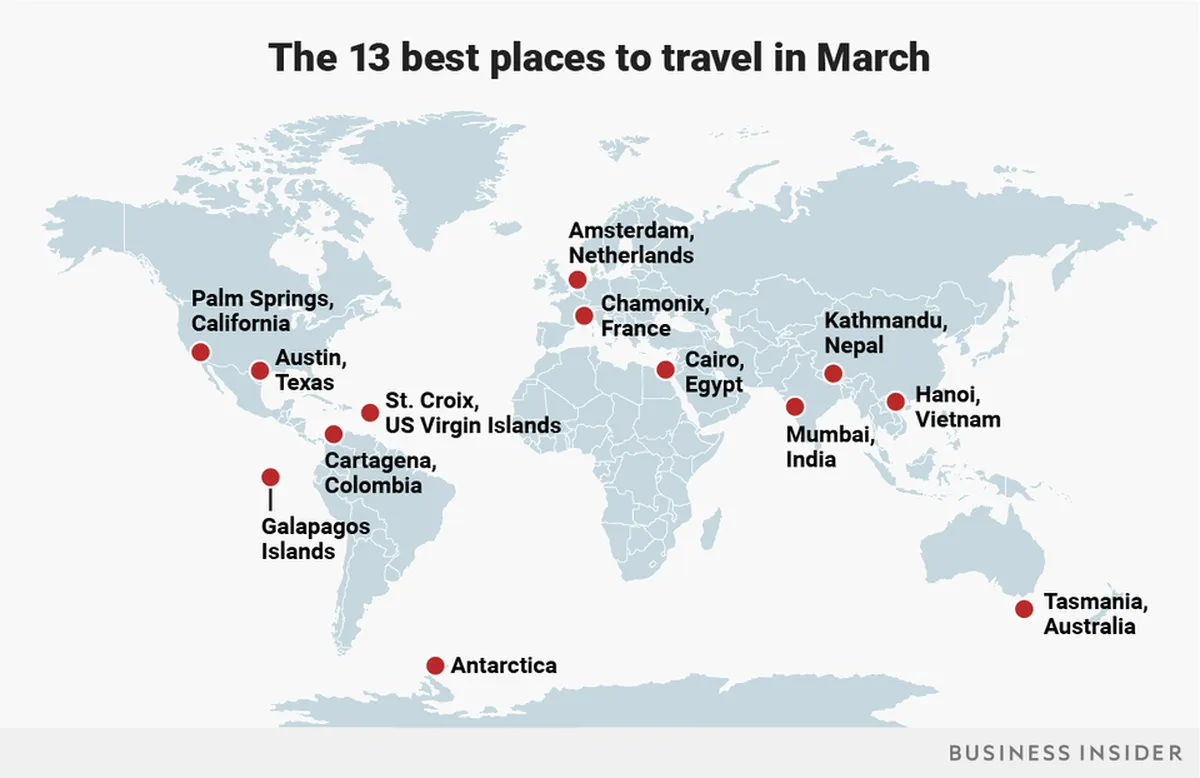 The 13 best places to travel in March
Amsterdam,
Netherlands
Palm Springs,
California
Chamonix,
France
Kathmandu,
Nepal
Austin,
Texas
Cairo,
Egypt
Hanoi,
Vietnam
St. Croix,
US Virgin Islands
Mumbai,
India
Cartagena,
Colombia
Galapagos
Islands
Tasmania,
Australia
Antarctica
BUSINESS INSIDER